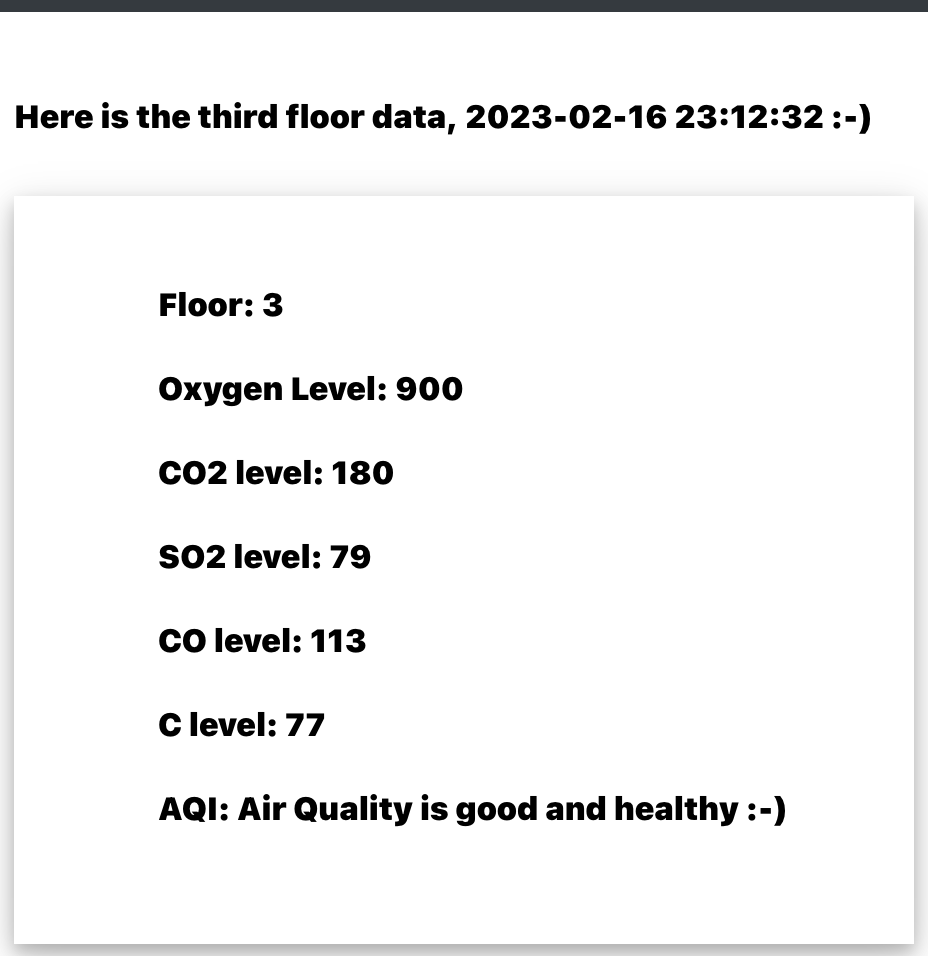 Here is the third floor data, 2023-02-16 23:12:32 :-)
Floor: 3
Oxygen Level: 900
CO2 level: 180
SO2 level: 79
CO level: 113
C level: 77
AQI: Air Quality is good and healthy :-)